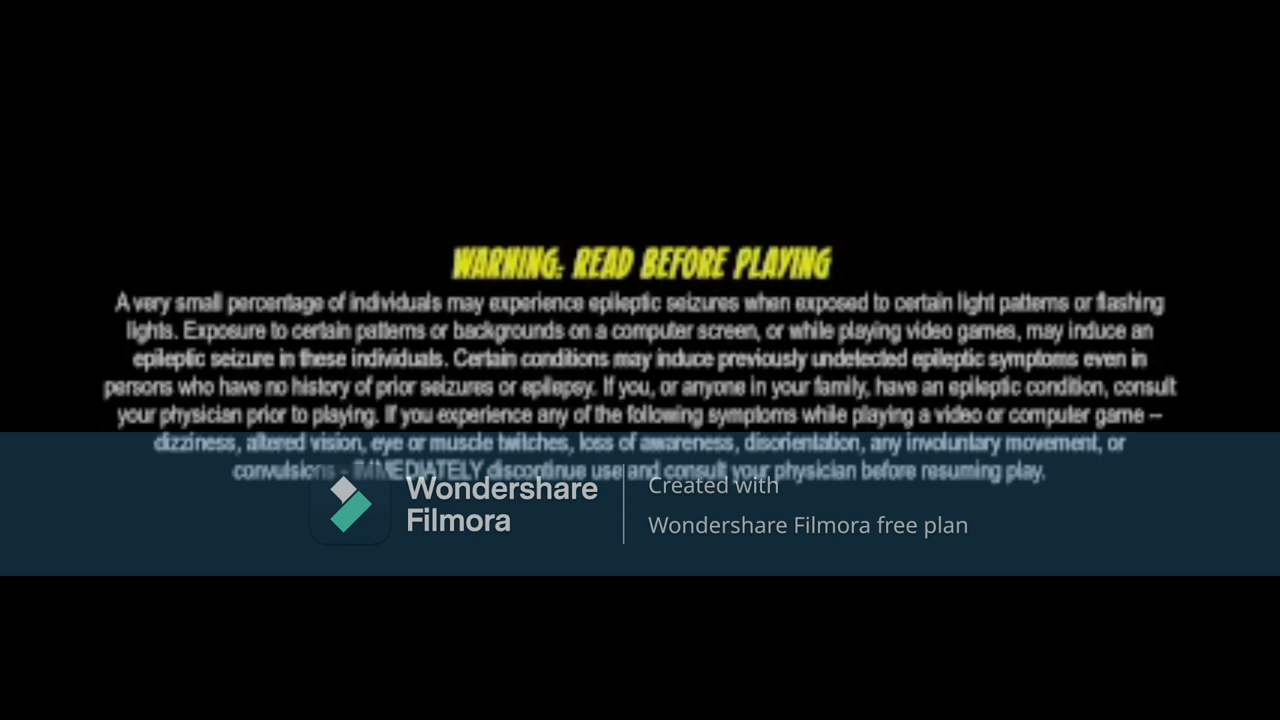 WARNING: READ BEFORE PLAYING
A very small percentage of individuals may experience epileptic seizures when exposed to certain light patterns or flashing
lights. Exposure to certain patterns or backgrounds on a computer screen, or while playing video games, may induce an
epileptic seizure in these individuals. Certain conditions may induce previously undetected epileptic symptoms even in
persons who have no history of prior seizures or epilepsy. If you, or anyone in your family, have an epileptic condition, consult
your physician prior to playing. If you experience any of the following symptoms while playing a video or computer game --
dizziness, altered vision, eye or muscle twitches, loss of awareness, disorientation, any involuntary movement, or
convulsions - IMMEDIATELY discontinue use and consult your physician before resuming play.
Wondershare
Filmora
Created with
Wondershare Filmora free plan